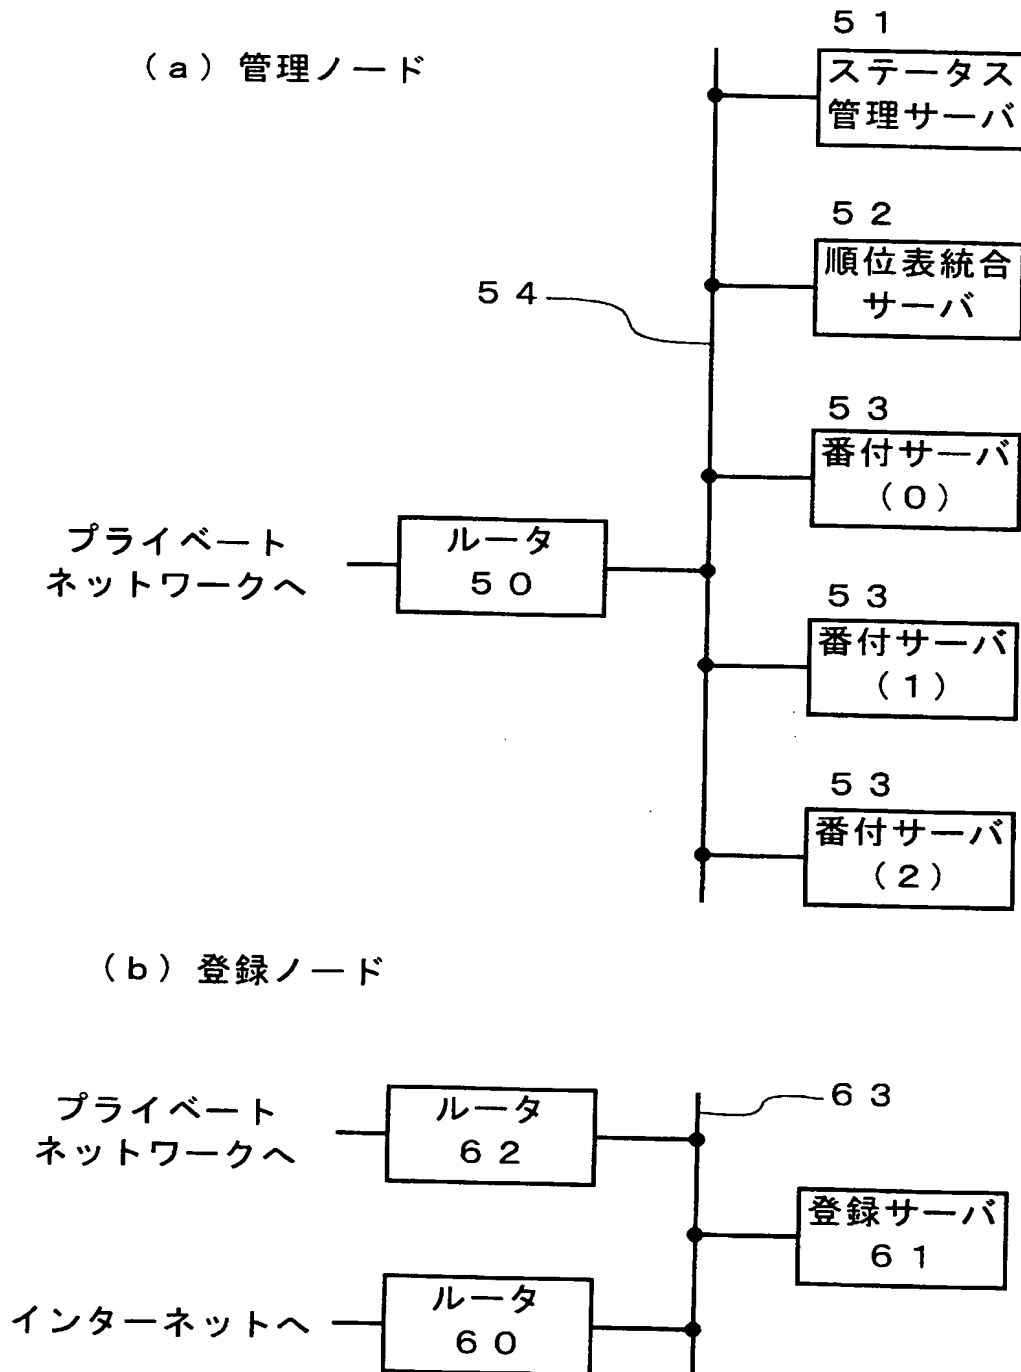 (a)管理ノード
51
ステータス
管理サーバ
52
順位表統合
サーバ
54
53
番付サーバ
(0)
プライベート
ネットワークへ
ルータ
50
53
番付サーバ
(1)
53
番付サーバ
(2)
(b)登録ノード
プライベート
ネットワークへ
ルータ
62
63
登録サーバ
61
インターネットへ
ルータ
60